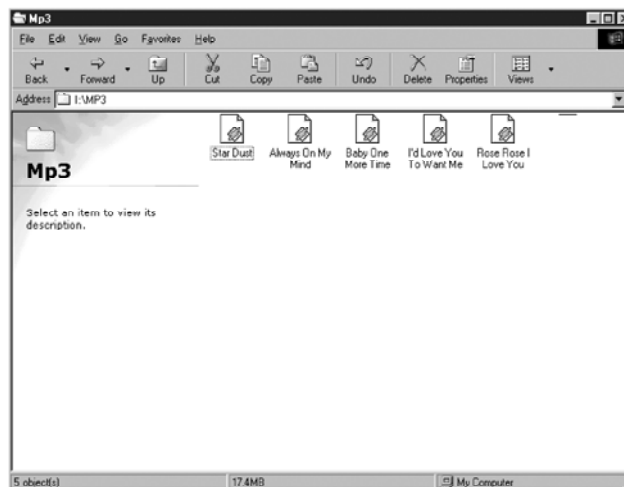 Mp3
File Edit View Go Favorites Help
Back Forward Up Cut Copy Paste Undo Delete Properties Views
Address I:\MP3
Star Dust Always On My Baby One I'd Love You Rose Rose I
Mind More Time To Want Me Love You
Mp3
Select an item to view its
description.
5 object(s) 17.4MB My Computer